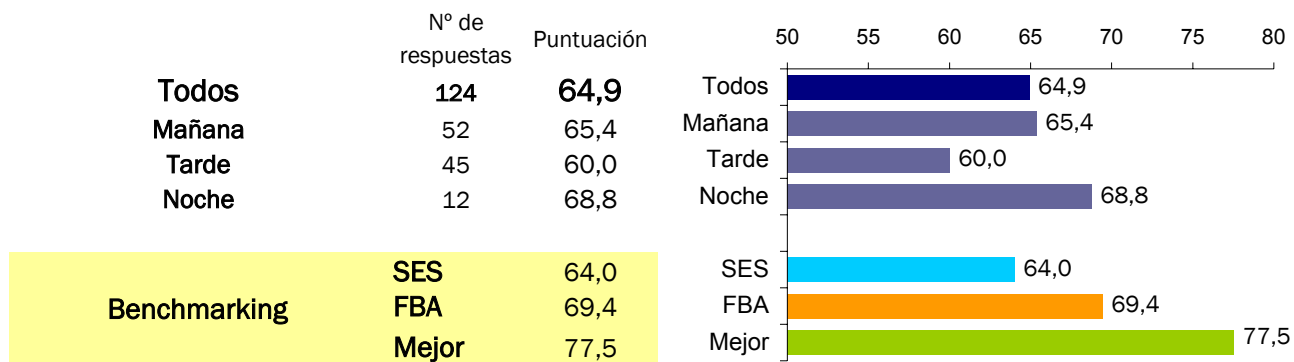 Nº de respuestas Puntuación
Todos 124 64,9
Mañana 52 65,4
Tarde 45 60,0
Noche 12 68,8
Benchmarking
SES 64,0
FBA 69,4
Mejor 77,5
50 55 60 65 70 75 80
Todos 64,9
Mañana 65,4
Tarde 60,0
Noche 68,8
SES 64,0
FBA 69,4
Mejor 77,5